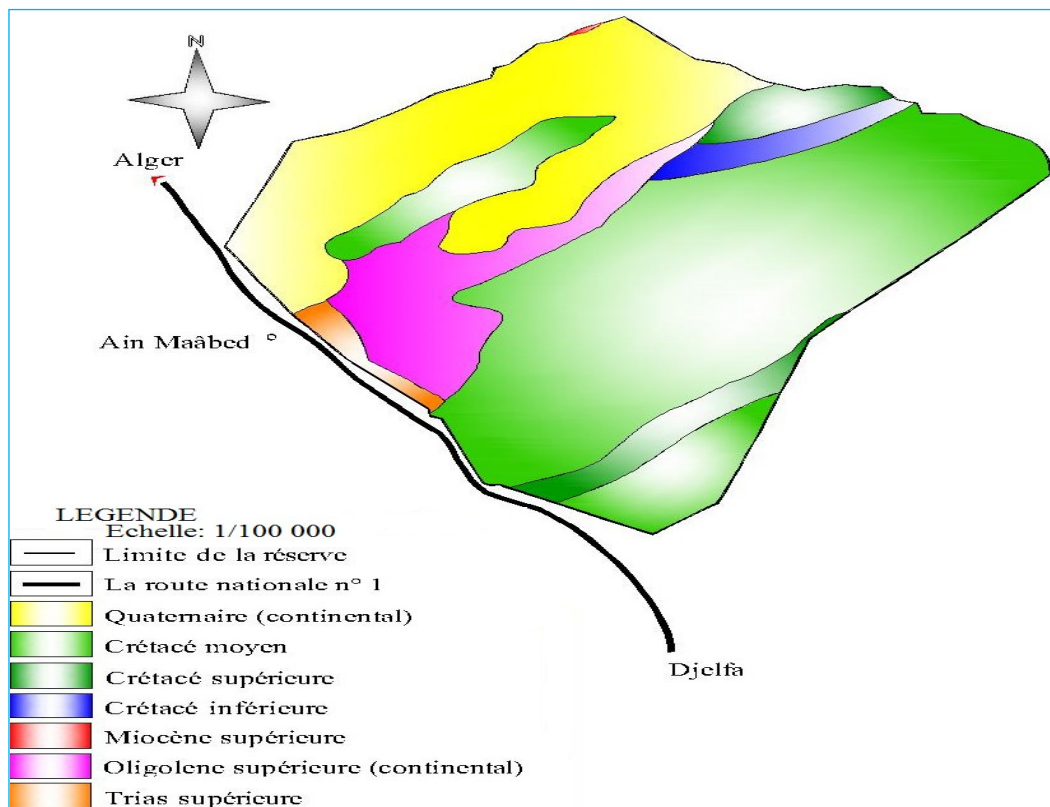 N
Alger
Ain Maâbed
Djelfa
LEGENDE
Echelle: 1/100 000
Limite de la réserve
La route nationale n° 1
Quaternaire (continental)
Crétacé moyen
Crétacé supérieure
Crétacé inférieure
Miocène supérieure
Oligolene supérieure (continental)
Trias supérieure